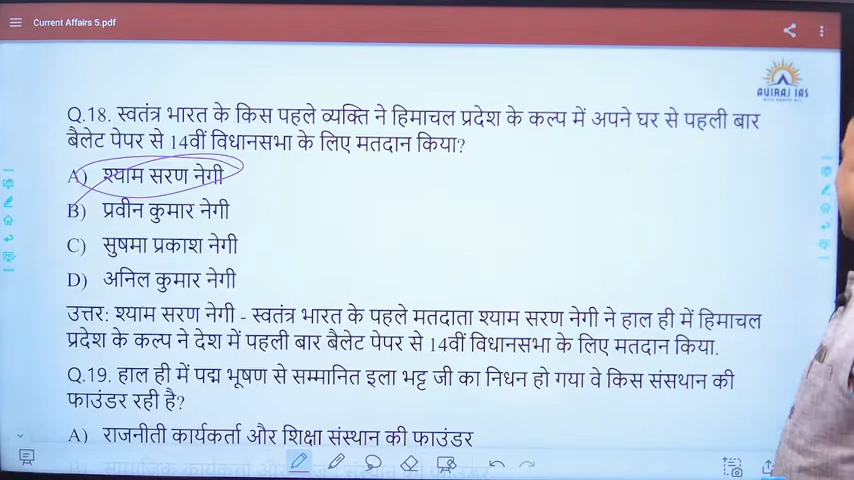 Current Affairs 5.pdf
AVIRAJ IAS
Q.18. स्वतंत्र भारत के किस पहले व्यक्ति ने हिमाचल प्रदेश के कल्प में अपने घर से पहली बार
बैलेट पेपर से 14वीं विधानसभा के लिए मतदान किया?
A) श्याम सरण नेगी
B) प्रवीन कुमार नेगी
C) सुषमा प्रकाश नेगी
D) अनिल कुमार नेगी
उत्तर: श्याम सरण नेगी - स्वतंत्र भारत के पहले मतदाता श्याम सरण नेगी ने हाल ही में हिमाचल
प्रदेश के कल्प ने देश में पहली बार बैलेट पेपर से 14वीं विधानसभा के लिए मतदान किया.
Q.19. हाल ही में पद्म भूषण से सम्मानित इला भट्ट जी का निधन हो गया वे किस संसथान की
फाउंडर रही है?
A) राजनीती कार्यकर्ता और शिक्षा संस्थान की फाउंडर